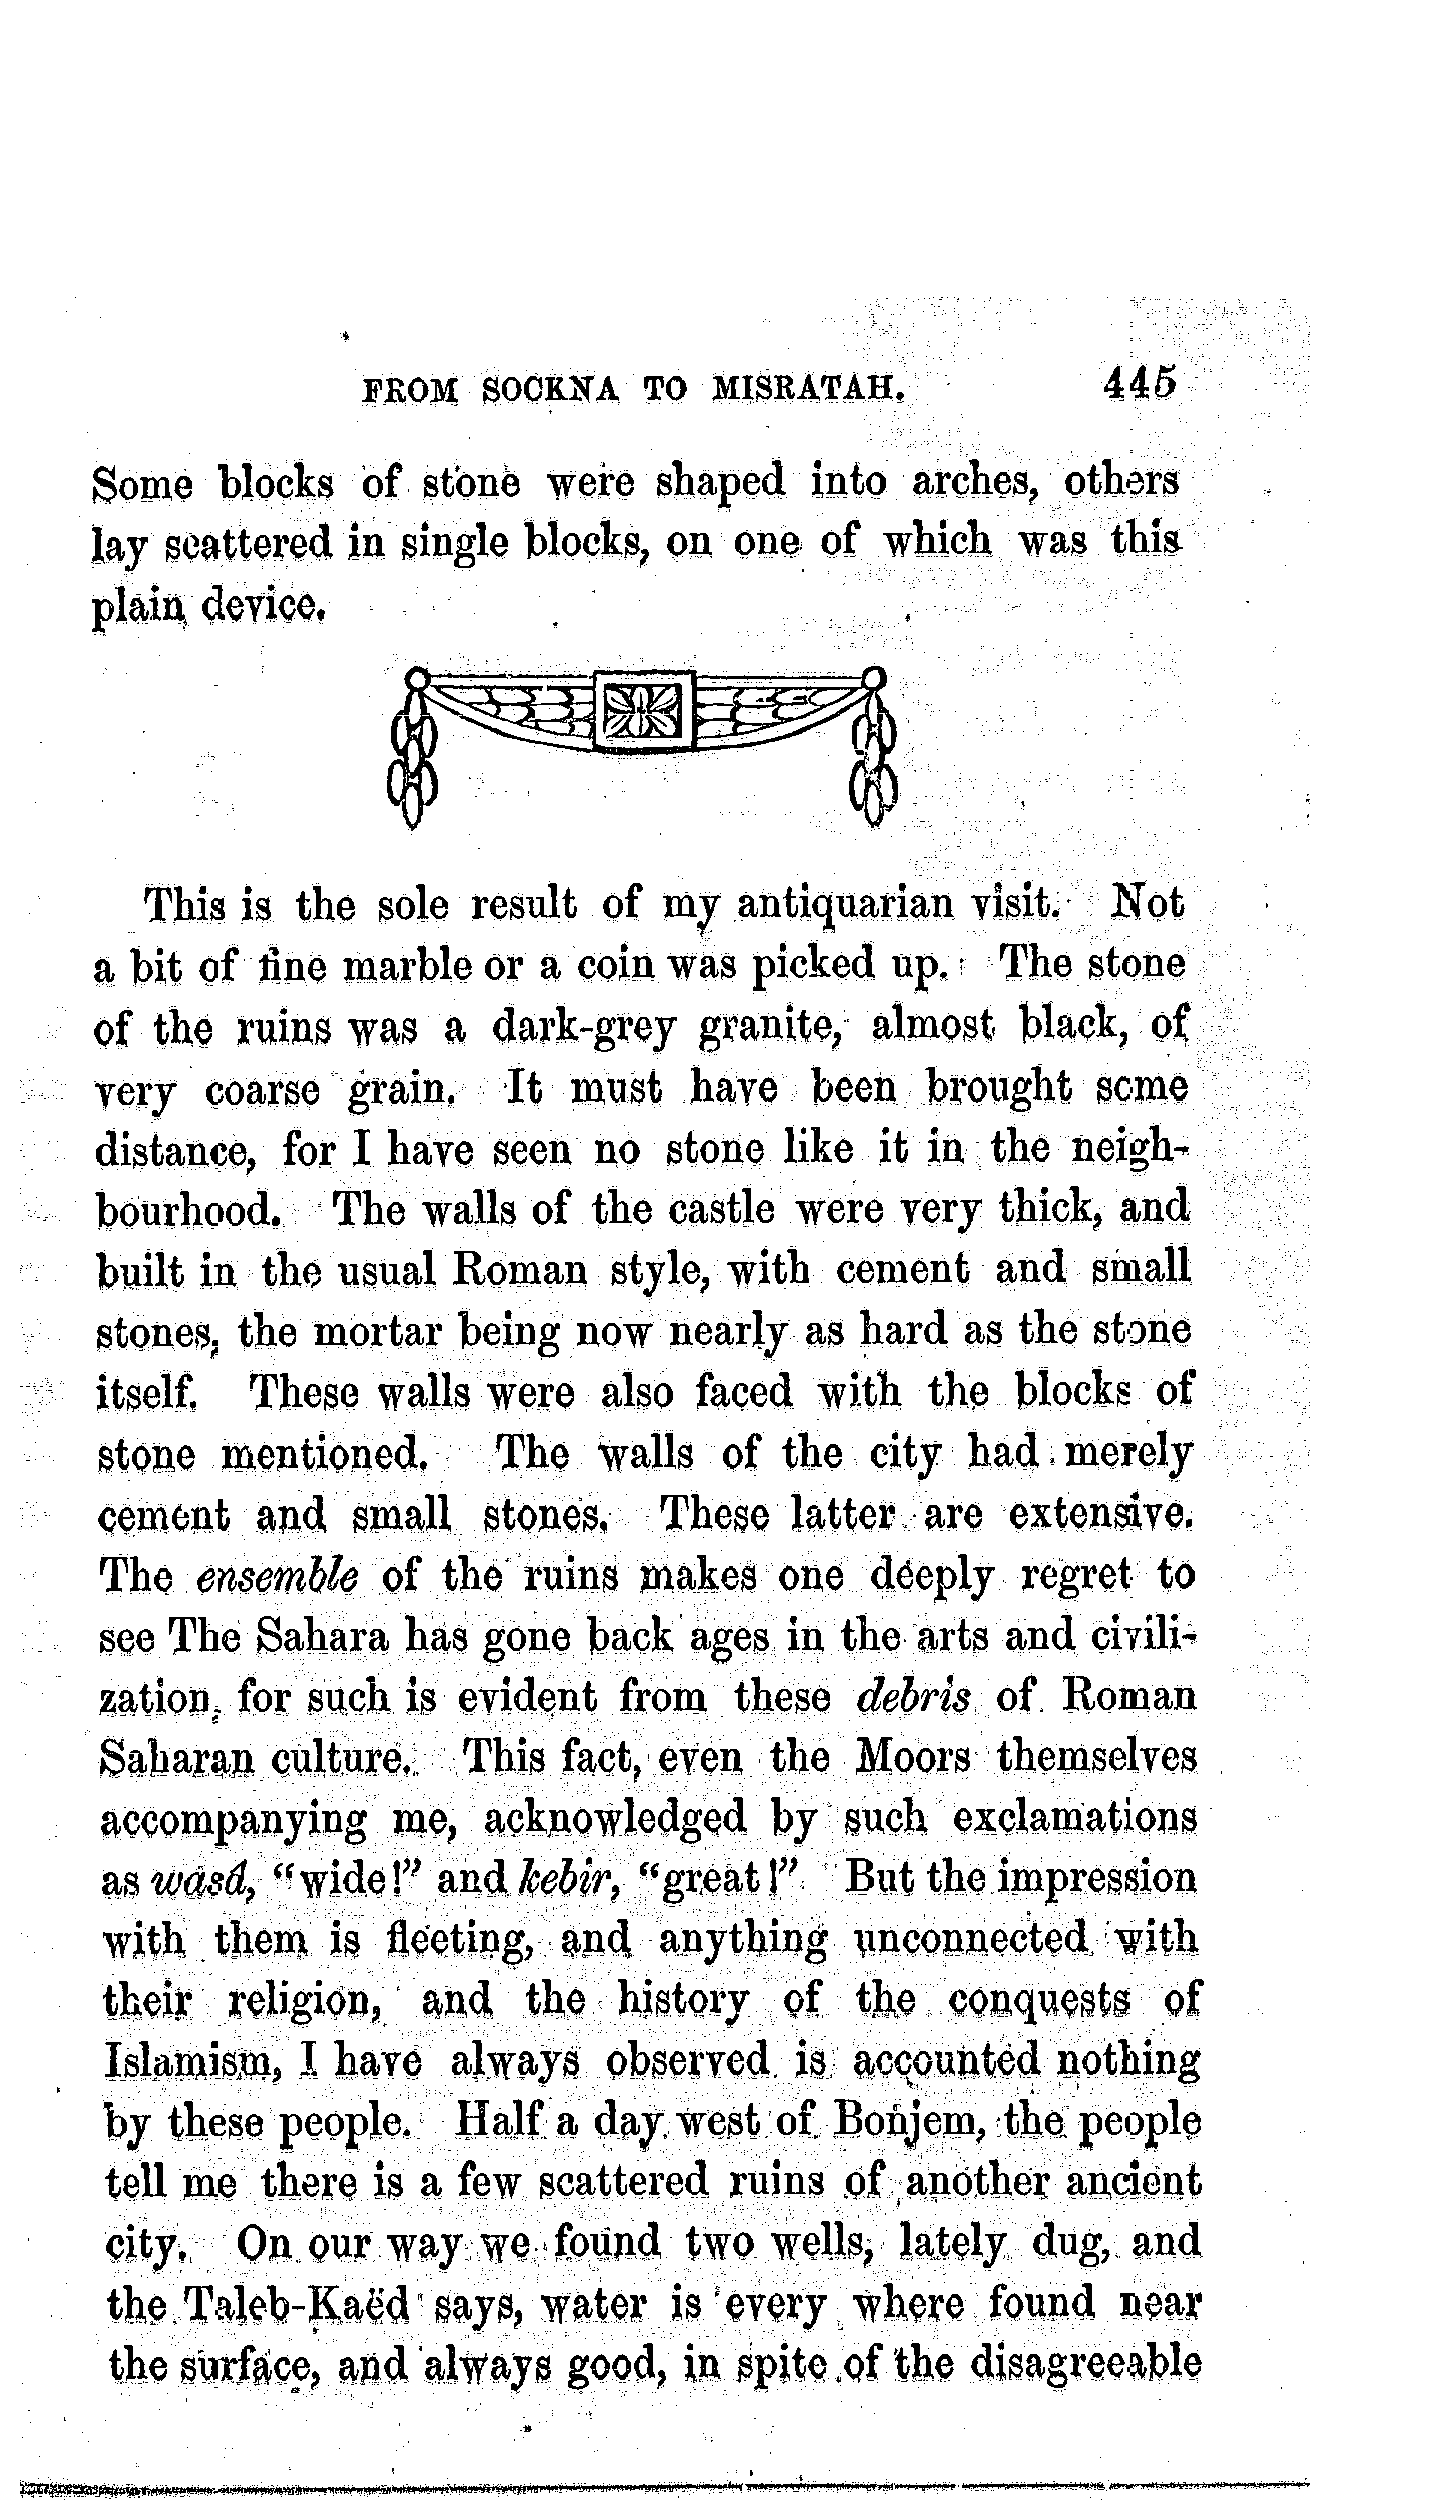 FROM SOCKNA TO MISRATAH. 445
Some blocks of stone were shaped into arches, others
lay scattered in single blocks, on one of which was this
plain device.
This is the sole result of my antiquarian visit. Not
a bit of fine marble or a coin was picked up. The stone
of the ruins was a dark-grey granite, almost black, of
very coarse grain. It must have been brought some
distance, for I have seen no stone like it in the neigh-
bourhood. The walls of the castle were very thick, and
built in the usual Roman style, with cement and small
stones, the mortar being now nearly as hard as the stone
itself. These walls were also faced with the blocks of
stone mentioned. The walls of the city had merely
cement and small stones. These latter are extensive.
The ensemble of the ruins makes one deeply regret to
see The Sahara has gone back ages in the arts and civili-
zation, for such is evident from these debris of Roman
Saharan culture. This fact, even the Moors themselves
accompanying me, acknowledged by such exclamations
as wasâ, "wide!" and kebir, "great!" But the impression
with them is fleeting, and anything unconnected with
their religion, and the history of the conquests of
Islamism, I have always observed is accounted nothing
by these people. Half a day west of Bonjem, the people
tell me there is a few scattered ruins of another ancient
city. On our way we found two wells, lately dug, and
the Taleb-Kaëd says, water is every where found near
the surface, and always good, in spite of the disagreeable